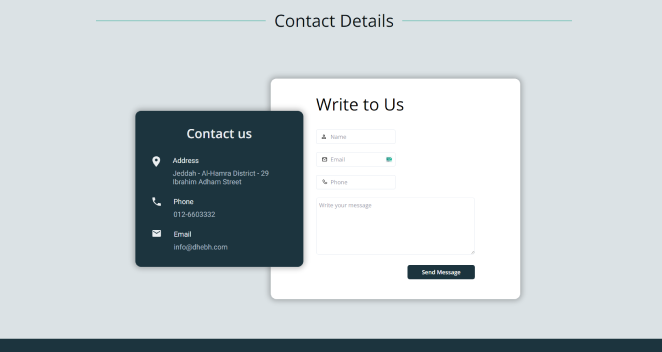 Contact Details
Write to Us
Name
Email
Phone
Write your message
Send Message
Contact us
Address
Jeddah - Al-Hamra District - 29
Ibrahim Adham Street
Phone
012-6603332
Email
info@dhebh.com